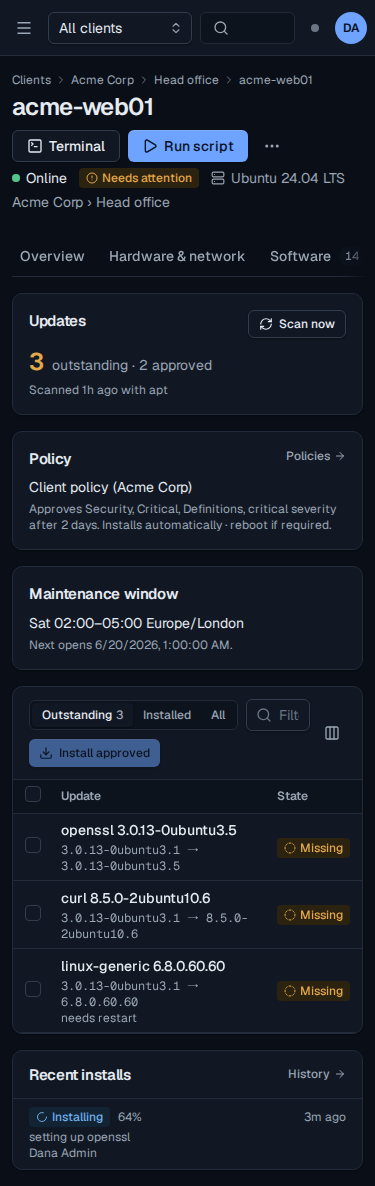 All clients
DA
Clients > Acme Corp > Head office > acme-web01
acme-web01
Terminal
Run script
Online
Needs attention
Ubuntu 24.04 LTS
Acme Corp › Head office
Overview
Hardware & network
Software 14
Updates
Scan now
3 outstanding · 2 approved
Scanned 1h ago with apt
Policy
Policies →
Client policy (Acme Corp)
Approves Security, Critical, Definitions, critical severity
after 2 days. Installs automatically · reboot if required.
Maintenance window
Sat 02:00–05:00 Europe/London
Next opens 6/20/2026, 1:00:00 AM.
Outstanding 3
Installed
All
Filt
Install approved
Update
State
openssl 3.0.13-0ubuntu3.5
3.0.13-0ubuntu3.1 →
3.0.13-0ubuntu3.5
Missing
curl 8.5.0-2ubuntu10.6
3.0.13-0ubuntu3.1 → 8.5.0-
2ubuntu10.6
Missing
linux-generic 6.8.0.60.60
3.0.13-0ubuntu3.1 →
6.8.0.60.60
needs restart
Missing
Recent installs
History →
Installing 64%
3m ago
setting up openssl
Dana Admin